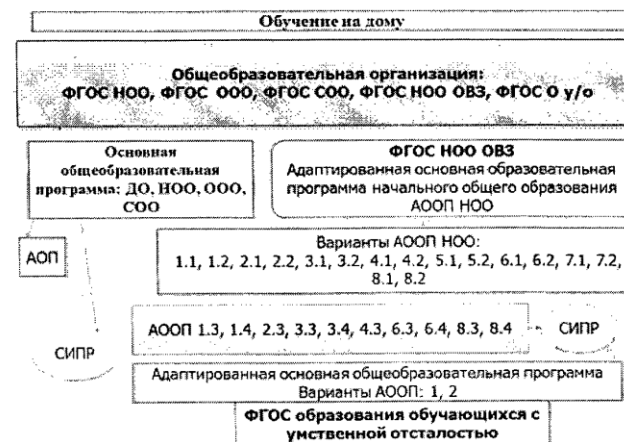 Обучение на дому
Общеобразовательная организация:
ФГОС НОО, ФГОС ООО, ФГОС СОО, ФГОС НОО ОВЗ, ФГОС О у/о
Основная
общеобразовательная
программа: ДО, НОО, ООО,
СОО
ФГОС НОО ОВЗ
Адаптированная основная образовательная
программа начального общего образования
АООП НОО
АОП
Варианты АООП НОО:
1.1, 1.2, 2.1, 2.2, 3.1, 3.2, 4.1, 4.2, 5.1, 5.2, 6.1, 6.2, 7.1, 7.2,
8.1, 8.2
СИПР
АООП 1.3, 1.4, 2.3, 3.3, 3.4, 4.3, 6.3, 6.4, 8.3, 8.4
СИПР
Адаптированная основная общеобразовательная программа
Варианты АООП: 1, 2
ФГОС образования обучающихся с
умственной отсталостью